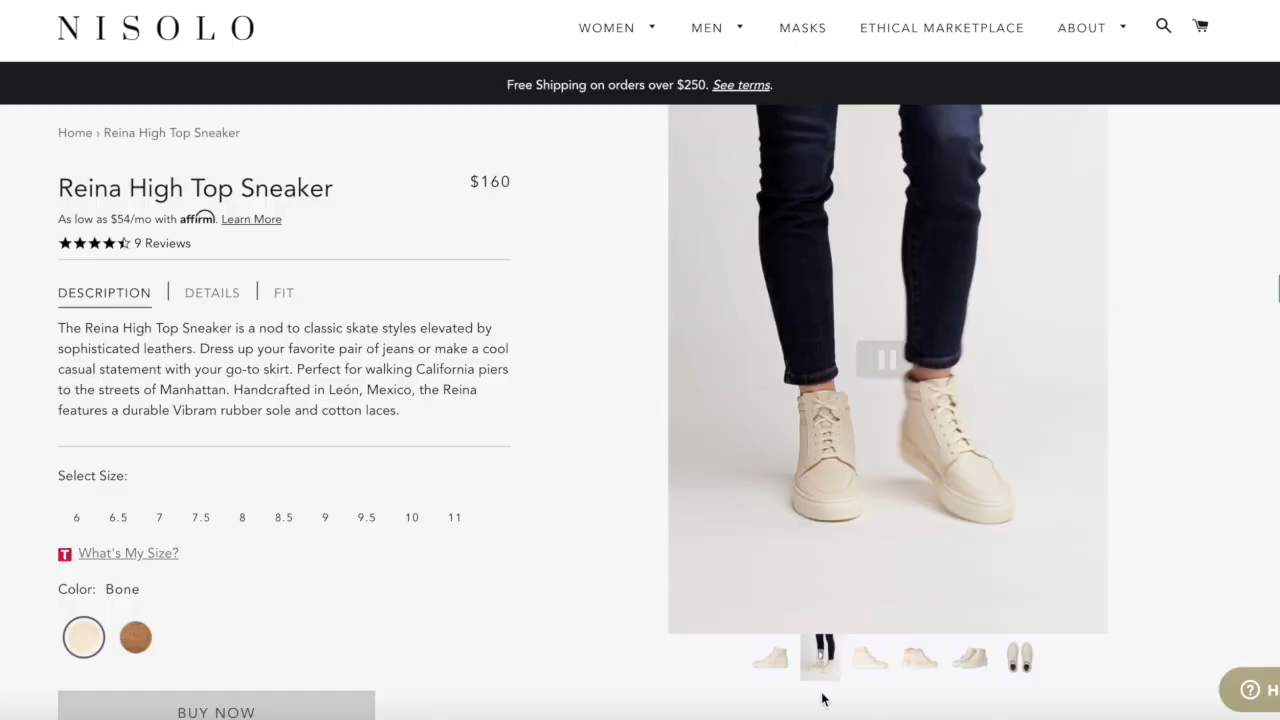 NISOLO
WOMEN
MEN
MASKS
ETHICAL MARKETPLACE
ABOUT
Free Shipping on orders over $250. See terms.
Home › Reina High Top Sneaker
Reina High Top Sneaker
$160
As low as $54/mo with affirm. Learn More
9 Reviews
DESCRIPTION
DETAILS
FIT
The Reina High Top Sneaker is a nod to classic skate styles elevated by
sophisticated leathers. Dress up your favorite pair of jeans or make a cool
casual statement with your go-to skirt. Perfect for walking California piers
to the streets of Manhattan. Handcrafted in León, Mexico, the Reina
features a durable Vibram rubber sole and cotton laces.
Select Size:
6 6.5 7 7.5 8 8.5 9 9.5 10 11
T What's My Size?
Color: Bone
BUY NOW
? H